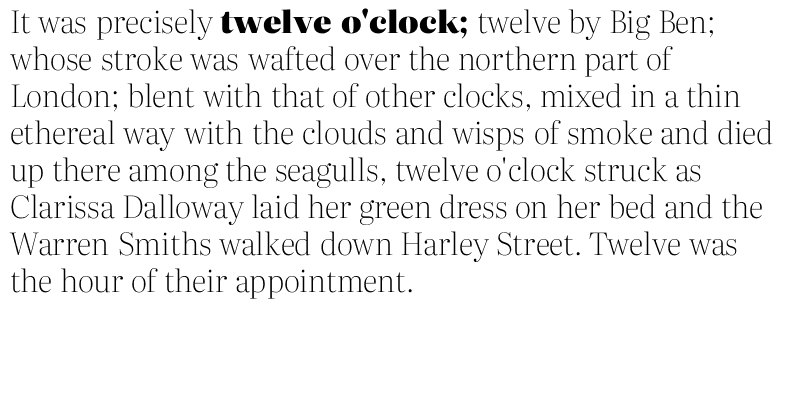 It was precisely twelve o'clock; twelve by Big Ben;
whose stroke was wafted over the northern part of
London; blent with that of other clocks, mixed in a thin
ethereal way with the clouds and wisps of smoke and died
up there among the seagulls, twelve o'clock struck as
Clarissa Dalloway laid her green dress on her bed and the
Warren Smiths walked down Harley Street. Twelve was
the hour of their appointment.